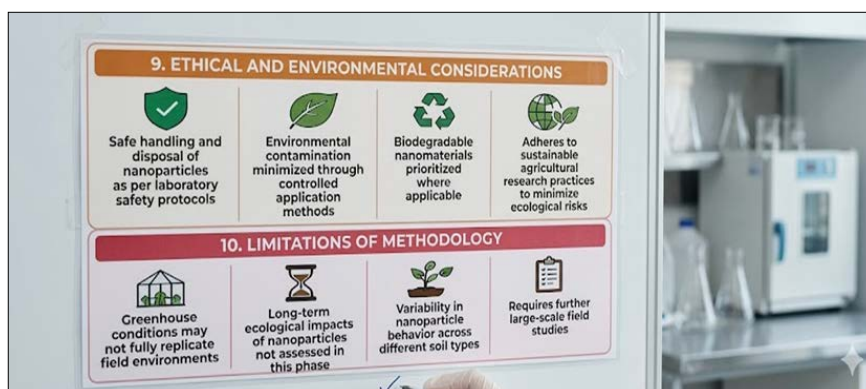 9. ETHICAL AND ENVIRONMENTAL CONSIDERATIONS
Safe handling and
disposal of
nanoparticles
as per laboratory
safety protocols
Environmental
contamination
minimized through
controlled
application
methods
Biodegradable
nanomaterials
prioritized
where
applicable
Adheres to
sustainable
agricultural
research practices
to minimize
ecological risks
10. LIMITATIONS OF METHODOLOGY
Greenhouse
conditions may
not fully replicate
field environments
Long-term
ecological impacts
of nanoparticles
not assessed in
this phase
Variability in
nanoparticle
behavior across
different soil types
Requires further
large-scale field
studies